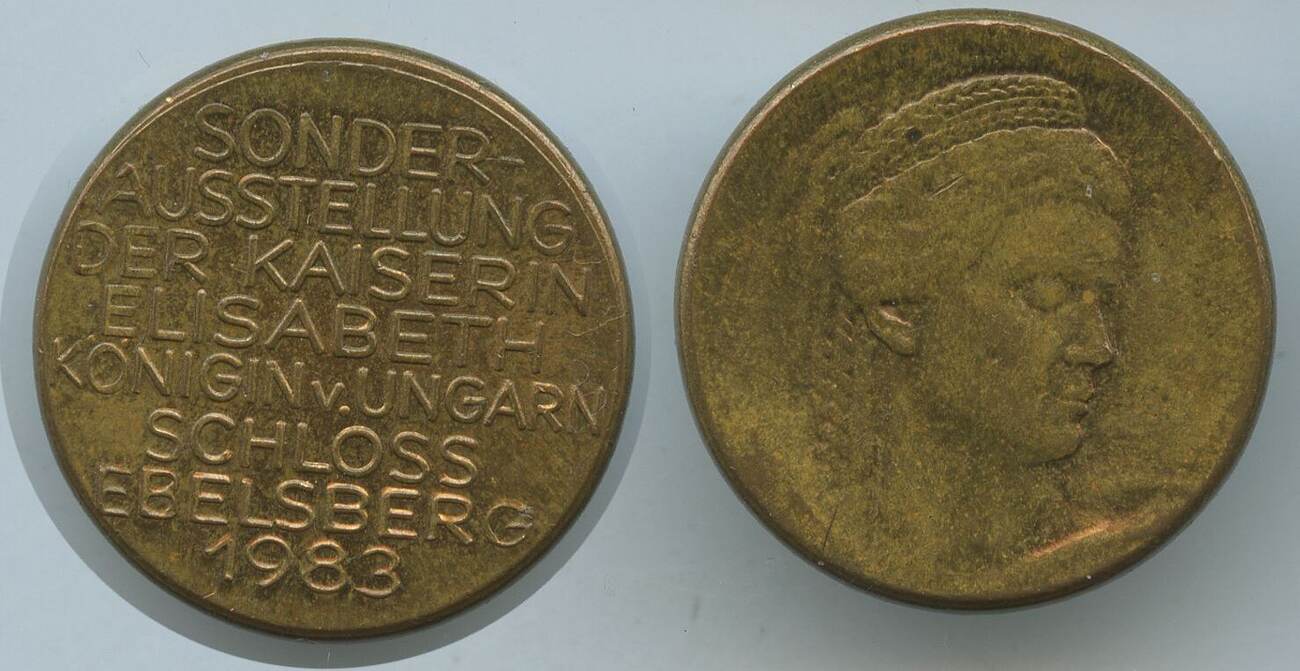 SONDER-
AUSSTELLUNG
DER KAISERIN
ELISABETH
KÖNIGIN v. UNGARN
SCHLOSS
EBELSBERG
1983